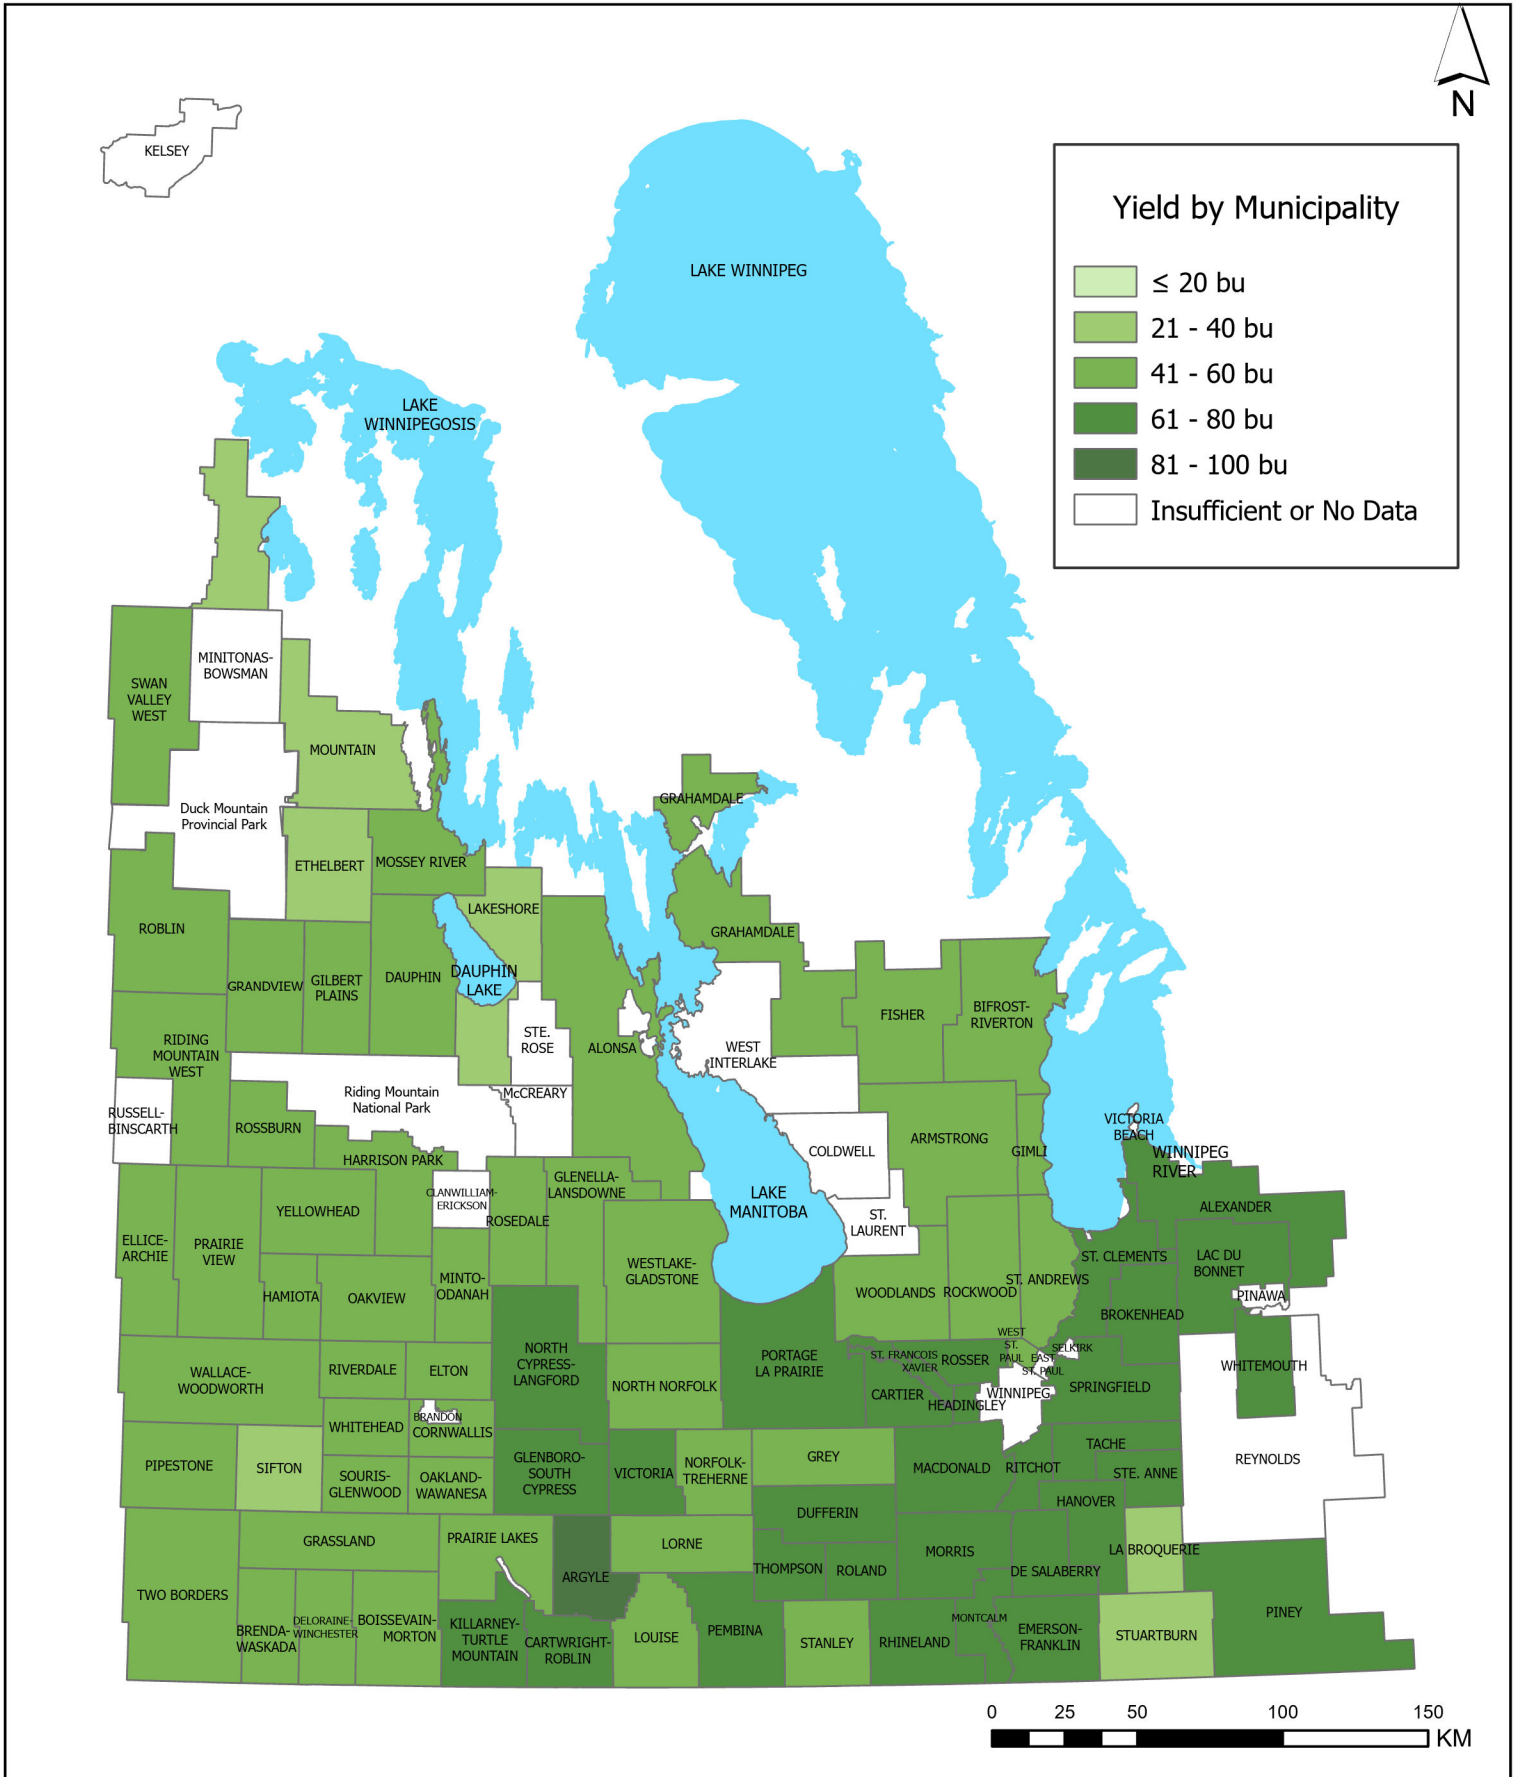 N
KELSEY
Yield by Municipality
≤ 20 bu
21 - 40 bu
41 - 60 bu
61 - 80 bu
81 - 100 bu
Insufficient or No Data
LAKE WINNIPEG
LAKE
WINNIPEGOSIS
MINITONAS-
BOWSMAN
SWAN
VALLEY
WEST
MOUNTAIN
Duck Mountain
Provincial Park
GRAHAMDALE
ETHELBERT
MOSSEY RIVER
LAKESHORE
ROBLIN
GRAHAMDALE
GRANDVIEW
GILBERT
PLAINS
DAUPHIN
DAUPHIN
LAKE
FISHER
BIFROST-
RIVERTON
RIDING
MOUNTAIN
WEST
STE.
ROSE
ALONSA
WEST
INTERLAKE
Riding Mountain
National Park
McCREARY
RUSSELL-
BINSCARTH
ROSSBURN
HARRISON PARK
COLDWELL
ARMSTRONG
GIMLI
VICTORIA
BEACH
WINNIPEG
RIVER
CLANWILLIAM-
ERICKSON
GLENELLA-
LANSDOWNE
LAKE
MANITOBA
ST.
LAURENT
ALEXANDER
YELLOWHEAD
ROSEDALE
ELLICE-
ARCHIE
PRAIRIE
VIEW
WESTLAKE-
GLADSTONE
ST. CLEMENTS
LAC DU
BONNET
HAMIOTA
OAKVIEW
MINTO-
ODANAH
WOODLANDS
ROCKWOOD
ST. ANDREWS
PINAWA
BROKENHEAD
WALLACE-
WOODWORTH
RIVERDALE
ELTON
NORTH
CYPRESS-
LANGFORD
NORTH NORFOLK
PORTAGE
LA PRAIRIE
ST. FRANCOIS
XAVIER
ROSSER
WEST
ST.
PAUL
EAST
ST. PAUL
SELKIRK
WHITEMOUTH
CARTIER
HEADINGLEY
WINNIPEG
SPRINGFIELD
WHITEHEAD
BRANDON
CORNWALLIS
PIPESTONE
SIFTON
SOURIS-
GLENWOOD
OAKLAND-
WAWANESA
GLENBORO-
SOUTH
CYPRESS
VICTORIA
NORFOLK-
TREHERNE
GREY
MACDONALD
RITCHOT
TACHE
STE. ANNE
REYNOLDS
HANOVER
DUFFERIN
GRASSLAND
PRAIRIE LAKES
LORNE
ARGYLE
THOMPSON
ROLAND
MORRIS
DE SALABERRY
LA BROQUERIE
TWO BORDERS
BRENDA-
WASKADA
DELORAINE-
WINCHESTER
BOISSEVAIN-
MORTON
KILLARNEY-
TURTLE
MOUNTAIN
CARTWRIGHT-
ROBLIN
LOUISE
PEMBINA
STANLEY
RHINELAND
MONTCALM
EMERSON-
FRANKLIN
STUARTBURN
PINEY
0 25 50 100 150
KM